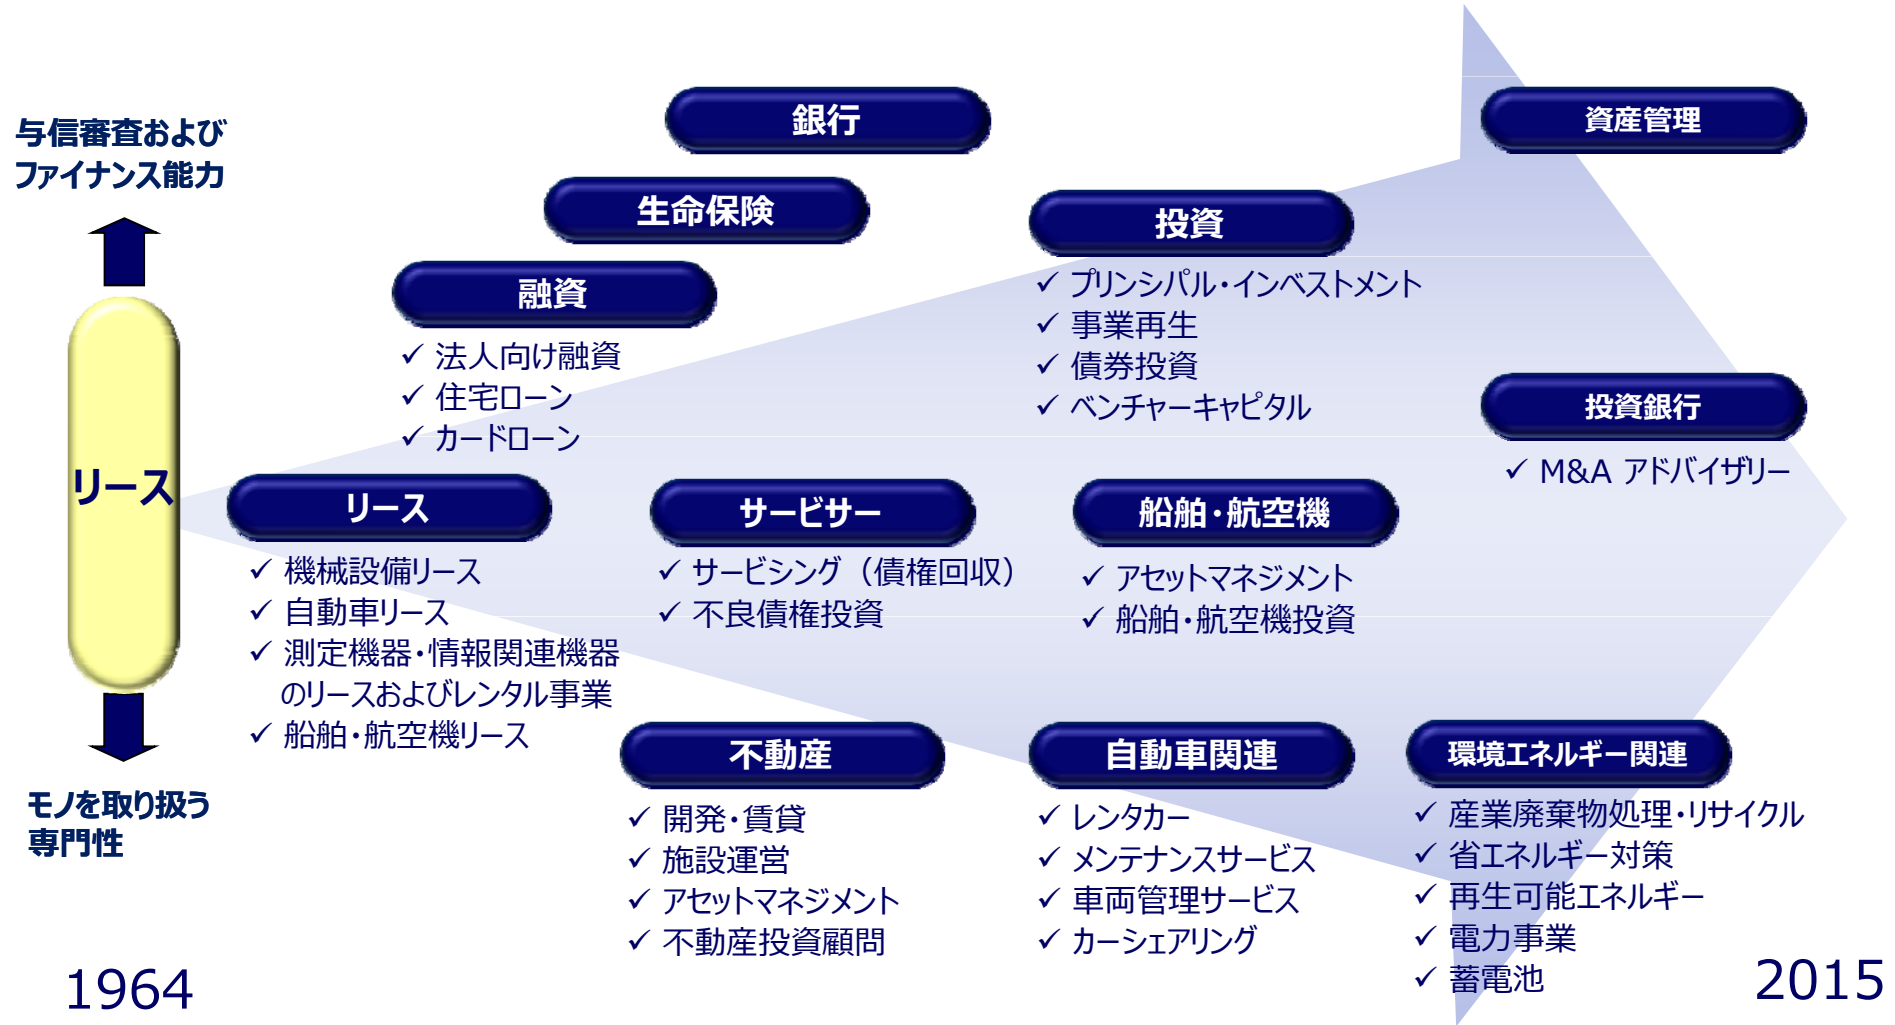 与信審査および
ファイナンス能力
リース
モノを取り扱う
専門性
1964
銀行
生命保険
融資
✓ 法人向け融資
✓ 住宅ローン
✓ カードローン
リース
✓ 機械設備リース
✓ 自動車リース
✓ 測定機器・情報関連機器
のリースおよびレンタル事業
✓ 船舶・航空機リース
サービサー
✓ サービシング（債権回収）
✓ 不良債権投資
不動産
✓ 開発・賃貸
✓ 施設運営
✓ アセットマネジメント
✓ 不動産投資顧問
投資
✓ プリンシパル・インベストメント
✓ 事業再生
✓ 債券投資
✓ ベンチャーキャピタル
船舶・航空機
✓ アセットマネジメント
✓ 船舶・航空機投資
自動車関連
✓ レンタカー
✓ メンテナンスサービス
✓ 車両管理サービス
✓ カーシェアリング
資産管理
投資銀行
✓ M&A アドバイザリー
環境エネルギー関連
✓ 産業廃棄物処理・リサイクル
✓ 省エネルギー対策
✓ 再生可能エネルギー
✓ 電力事業
✓ 蓄電池
2015